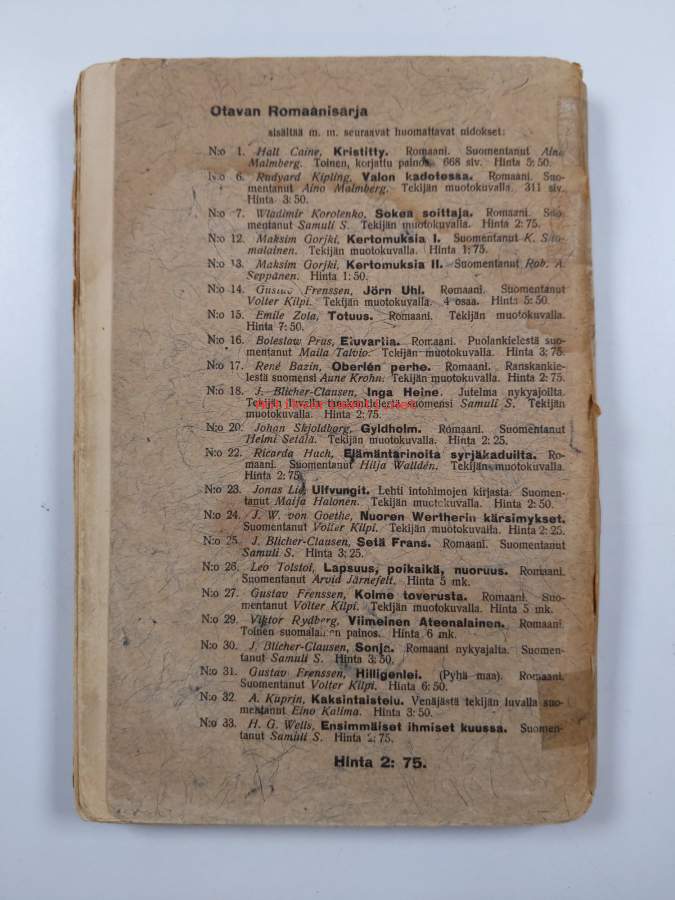 Otavan Romaanisarja
sisältää m. m. seuraavat huomattavat nidokset:
N:o 1. Hall Caine, Kristitty. Romaani. Suomentanut Aino
Malmberg. Toinen, korjattu painos. 668 siv. Hinta 5: 50.
N:o 6. Rudyard Kipling, Valon kadotessa. Romaani. Suo-
mentanut Aino Malmberg. Tekijän muotokuvalla. 311 siv.
Hinta 3: 50.
N:o 7. Wladimir Korolenko, Sokea soittaja. Romaani. Suo-
mentanut Samuli S. Tekijän muotokuvalla. Hinta 2: 75.
N:o 12. Maksim Gorjki, Kertomuksia I. Suomentanut K. Suo-
malainen. Tekijän muotokuvalla. Hinta 1: 75.
N:o 13. Maksim Gorjki, Kertomuksia II. Suomentanut Rob. A.
Seppänen. Hinta 1: 50.
N:o 14. Gustav Frenssen, Jörn Uhl. Romaani. Suomentanut
Volter Kilpi. Tekijän muotokuvalla. 4 osaa. Hinta 5: 50.
N:o 15. Emile Zola, Totuus. Romaani. Tekijän muotokuvalla.
Hinta 7: 50.
N:o 16. Boleslaw Prus, Etuvartia. Romaani. Puolankielestä suo-
mentanut Maila Talvio. Tekijän muotokuvalla. Hinta 3: 75.
N:o 17. René Bazin, Oberlén perhe. Romaani. Ranskankie-
lestä suomensi Aune Krohn. Tekijän muotokuvalla. Hinta 2: 75.
N:o 18. J. Blicher-Clausen, Inga Heine. Jutelma nykyajoilta.
Tekijän luvalla tanskankielestä suomensi Samuli S. Tekijän
muotokuvalla. Hinta 2: 75.
N:o 20. Johan Skjoldborg, Gyldholm. Romaani. Suomentanut
Helmi Setälä. Tekijän muotokuvalla. Hinta 2: 25.
N:o 22. Ricarda Huch, Elämäntarinoita syrjäkaduilta. Ro-
maani. Suomentanut Hilja Walldén. Tekijän muotokuvalla.
Hinta 2: 75.
N:o 23. Jonas Lie, Ulfvungit. Lehti intohimojen kirjasta. Suomen-
tanut Maija Halonen. Tekijän muotokuvalla. Hinta 2: 50.
N:o 24. J. W. von Goethe, Nuoren Wertherin kärsimykset.
Suomentanut Volter Kilpi. Tekijän muotokuvalla. Hinta 2: 25.
N:o 25. J. Blicher-Clausen, Setä Frans. Romaani. Suomentanut
Samuli S. Hinta 3: 25.
N:o 26. Leo Tolstoi, Lapsuus, poikaikä, nuoruus. Romaani.
Suomentanut Arvid Järnefelt. Hinta 5 mk.
N:o 27. Gustav Frenssen, Kolme toverusta. Romaani. Suo-
mentanut Volter Kilpi. Tekijän muotokuvalla. Hinta 5 mk.
N:o 29. Viktor Rydberg, Viimeinen Ateenalainen. Romaani.
Toinen suomalainen painos. Hinta 6 mk.
N:o 30. J. Blicher-Clausen, Sonja. Romaani nykyajalta. Suomen-
tanut Samuli S. Hinta 3: 50.
N:o 31. Gustav Frenssen, Hilligenlei. (Pyhä maa). Romaani.
Suomentanut Volter Kilpi. Hinta 6: 50.
N:o 32. A. Kuprin, Kaksintaistelu. Venäjästä tekijän luvalla suo-
mentanut Eino Kalima. Hinta 3: 50.
N:o 33. H. G. Wells, Ensimmäiset ihmiset kuussa. Suomen-
tanut Samuli S. Hinta 2: 75.
Hinta 2: 75.